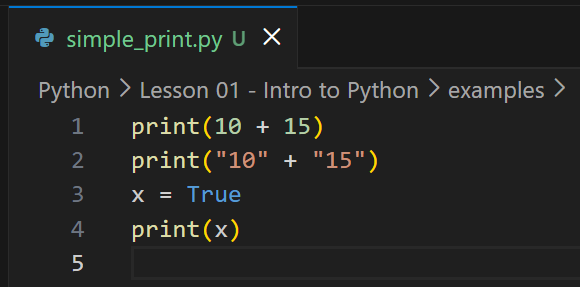 simple_print.py U X
Python > Lesson 01 - Intro to Python > examples >
1 print(10 + 15)
2 print("10" + "15")
3 x = True
4 print(x)
5